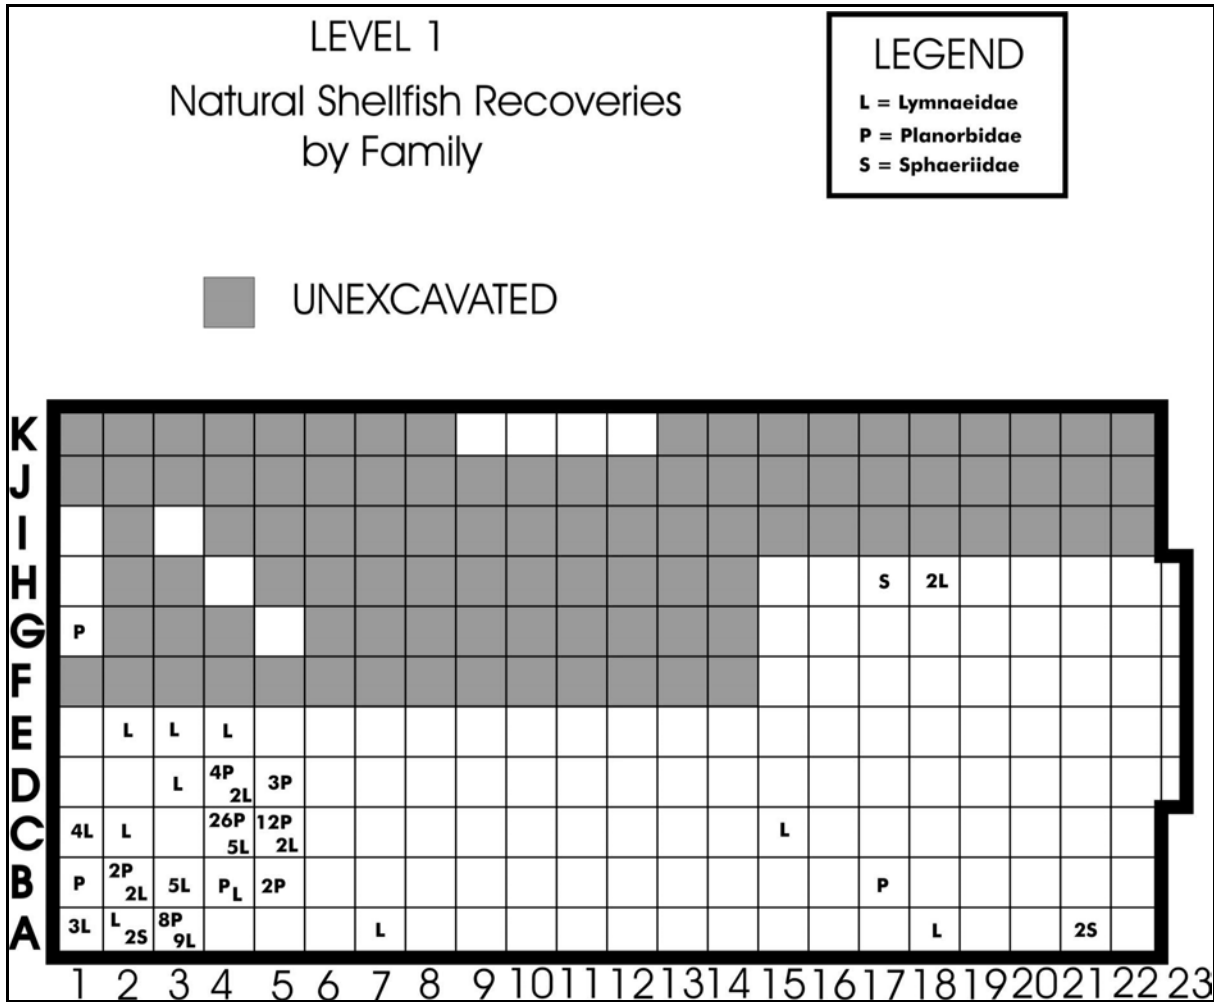 LEVEL 1
Natural Shellfish Recoveries
by Family
LEGEND
L = Lymnaeidae
P = Planorbidae
S = Sphaeriidae
UNEXCAVATED
K
J
I
H S 2L
G P
F
E L L L
D L 4P 2L 3P
C 4L L 26P 5L 12P 2L L
B P 2P 2L 5L P L 2P P
A 3L L 2S 8P 9L L L 2S
1 2 3 4 5 6 7 8 9 10 11 12 13 14 15 16 17 18 19 20 21 22 23